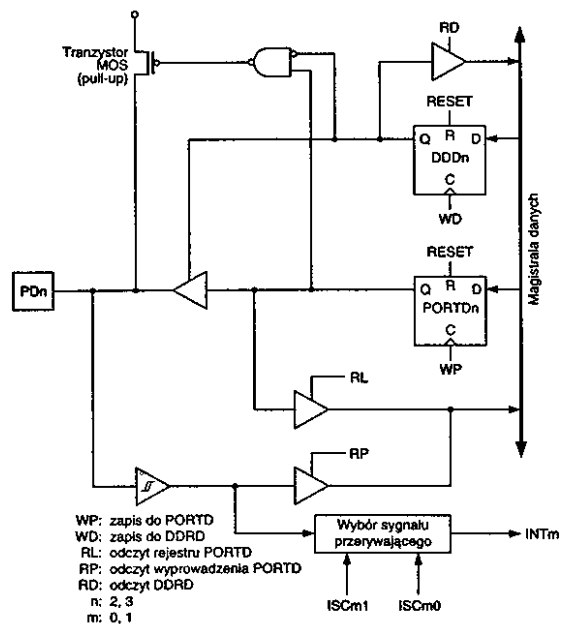 Tranzystor
MOS
(pull-up)
RD
RESET
Q R D
DDDn
C
WD
Magistrala danych
RESET
Q R D
PORTDn
C
WP
PDn
RL
RP
WP: zapis do PORTD
WD: zapis do DDRD
RL: odczyt rejestru PORTD
RP: odczyt wyprowadzenia PORTD
RD: odczyt DDRD
n: 2, 3
m: 0, 1
Wybór sygnału
przerywającego
INTm
ISCm1
ISCm0